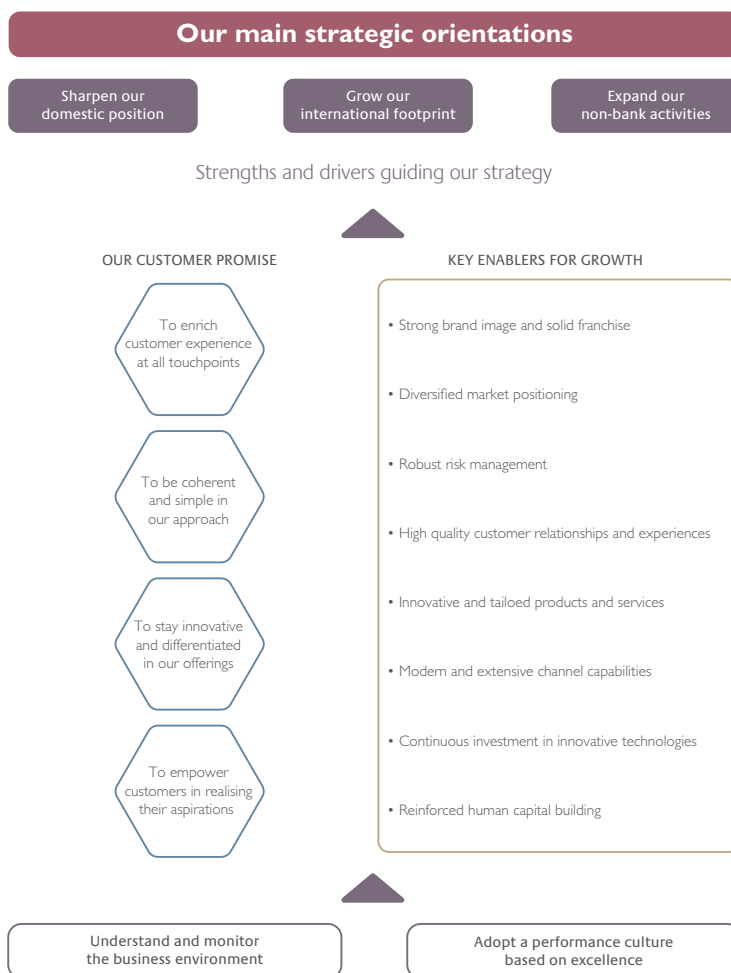 Our main strategic orientations
Sharpen our
domestic position
Grow our
international footprint
Expand our
non-bank activities
Strengths and drivers guiding our strategy
OUR CUSTOMER PROMISE
To enrich
customer experience
at all touchpoints
To be coherent
and simple in
our approach
To stay innovative
and differentiated
in our offerings
To empower
customers in realising
their aspirations
KEY ENABLERS FOR GROWTH
• Strong brand image and solid franchise
• Diversified market positioning
• Robust risk management
• High quality customer relationships and experiences
• Innovative and tailoed products and services
• Modern and extensive channel capabilities
• Continuous investment in innovative technologies
• Reinforced human capital building
Understand and monitor
the business environment
Adopt a performance culture
based on excellence